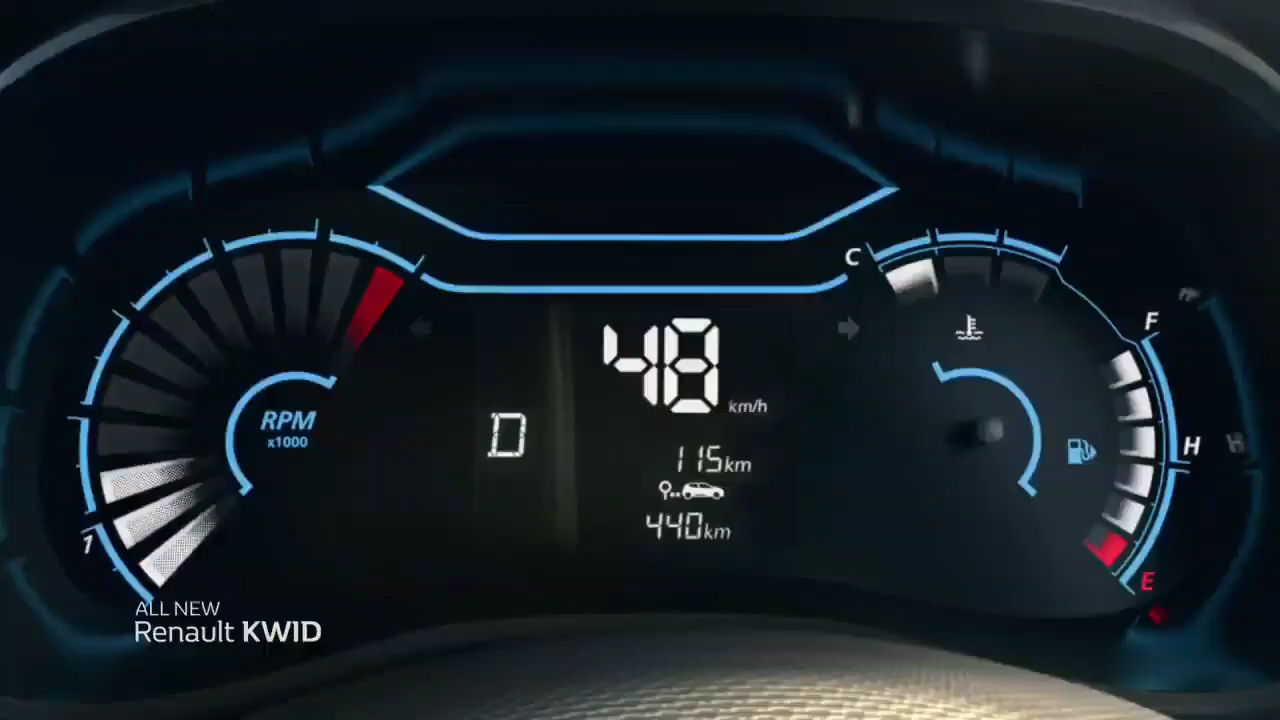 C
F
48
km/h
RPM
x1000
D
H
115km
440km
1
E
ALL NEW
Renault KWID